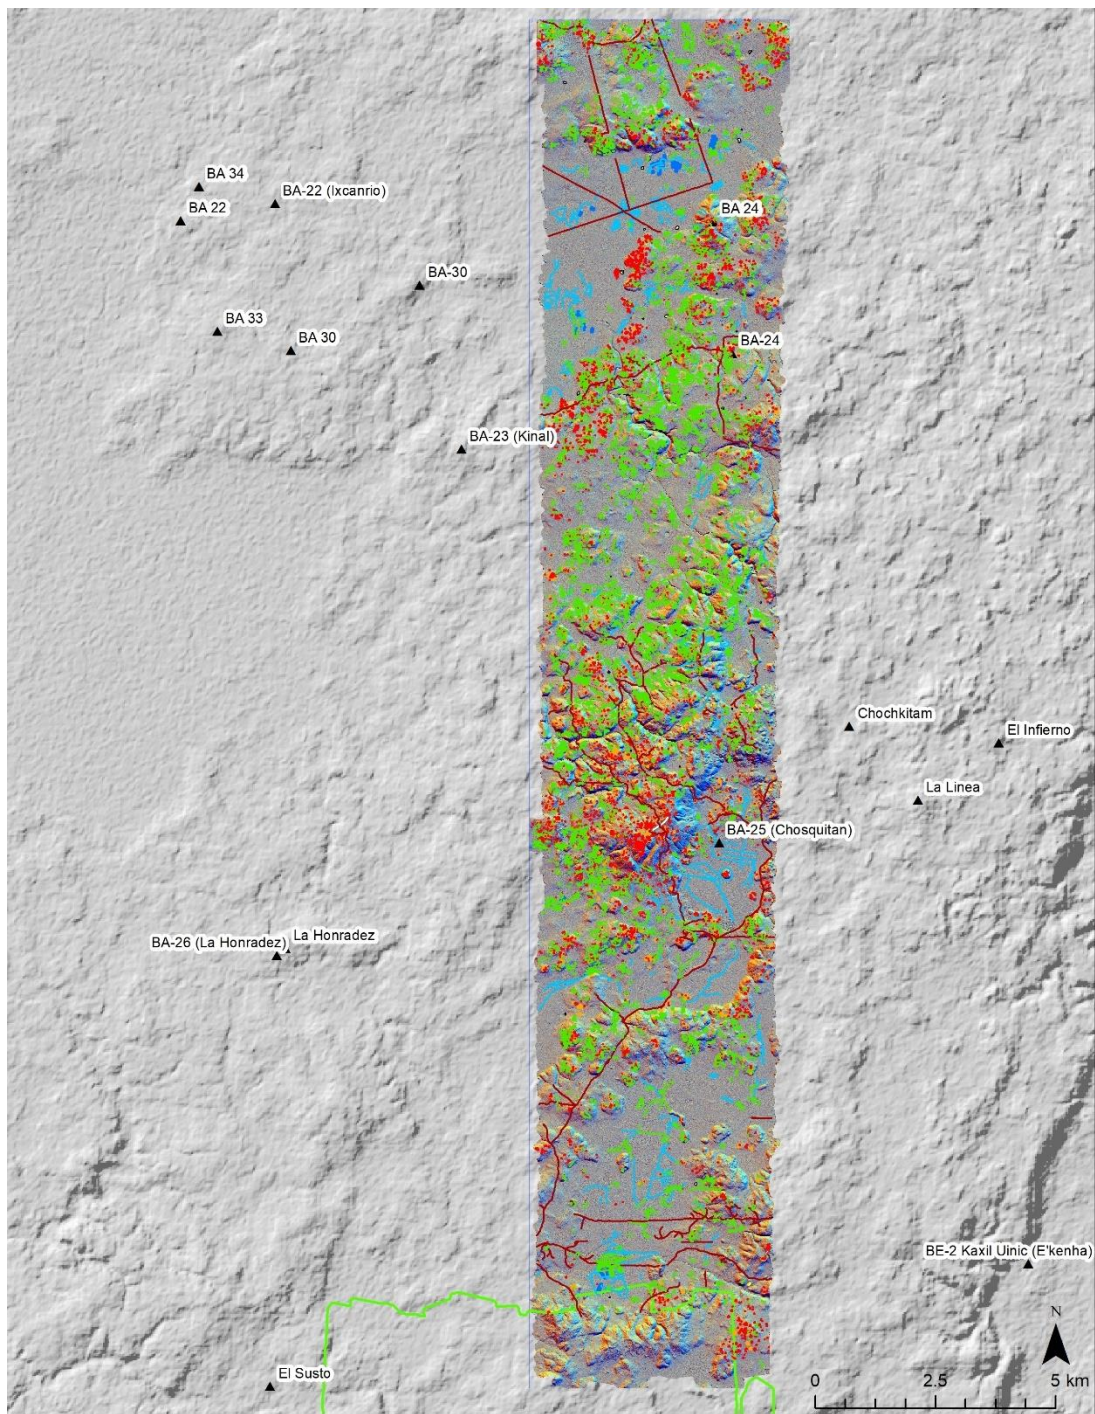 BA 34
BA-22 (Ixcanrio)
BA 22
BA 24
BA-30
BA 33
BA 30
BA-24
BA-23 (Kinal)
Chochkitam
El Infierno
La Linea
BA-25 (Chosquitan)
La Honradez
BA-26 (La Honradez)
BE-2 Kaxil Uinic (E'kenha)
N
El Susto
0 2.5 5 km